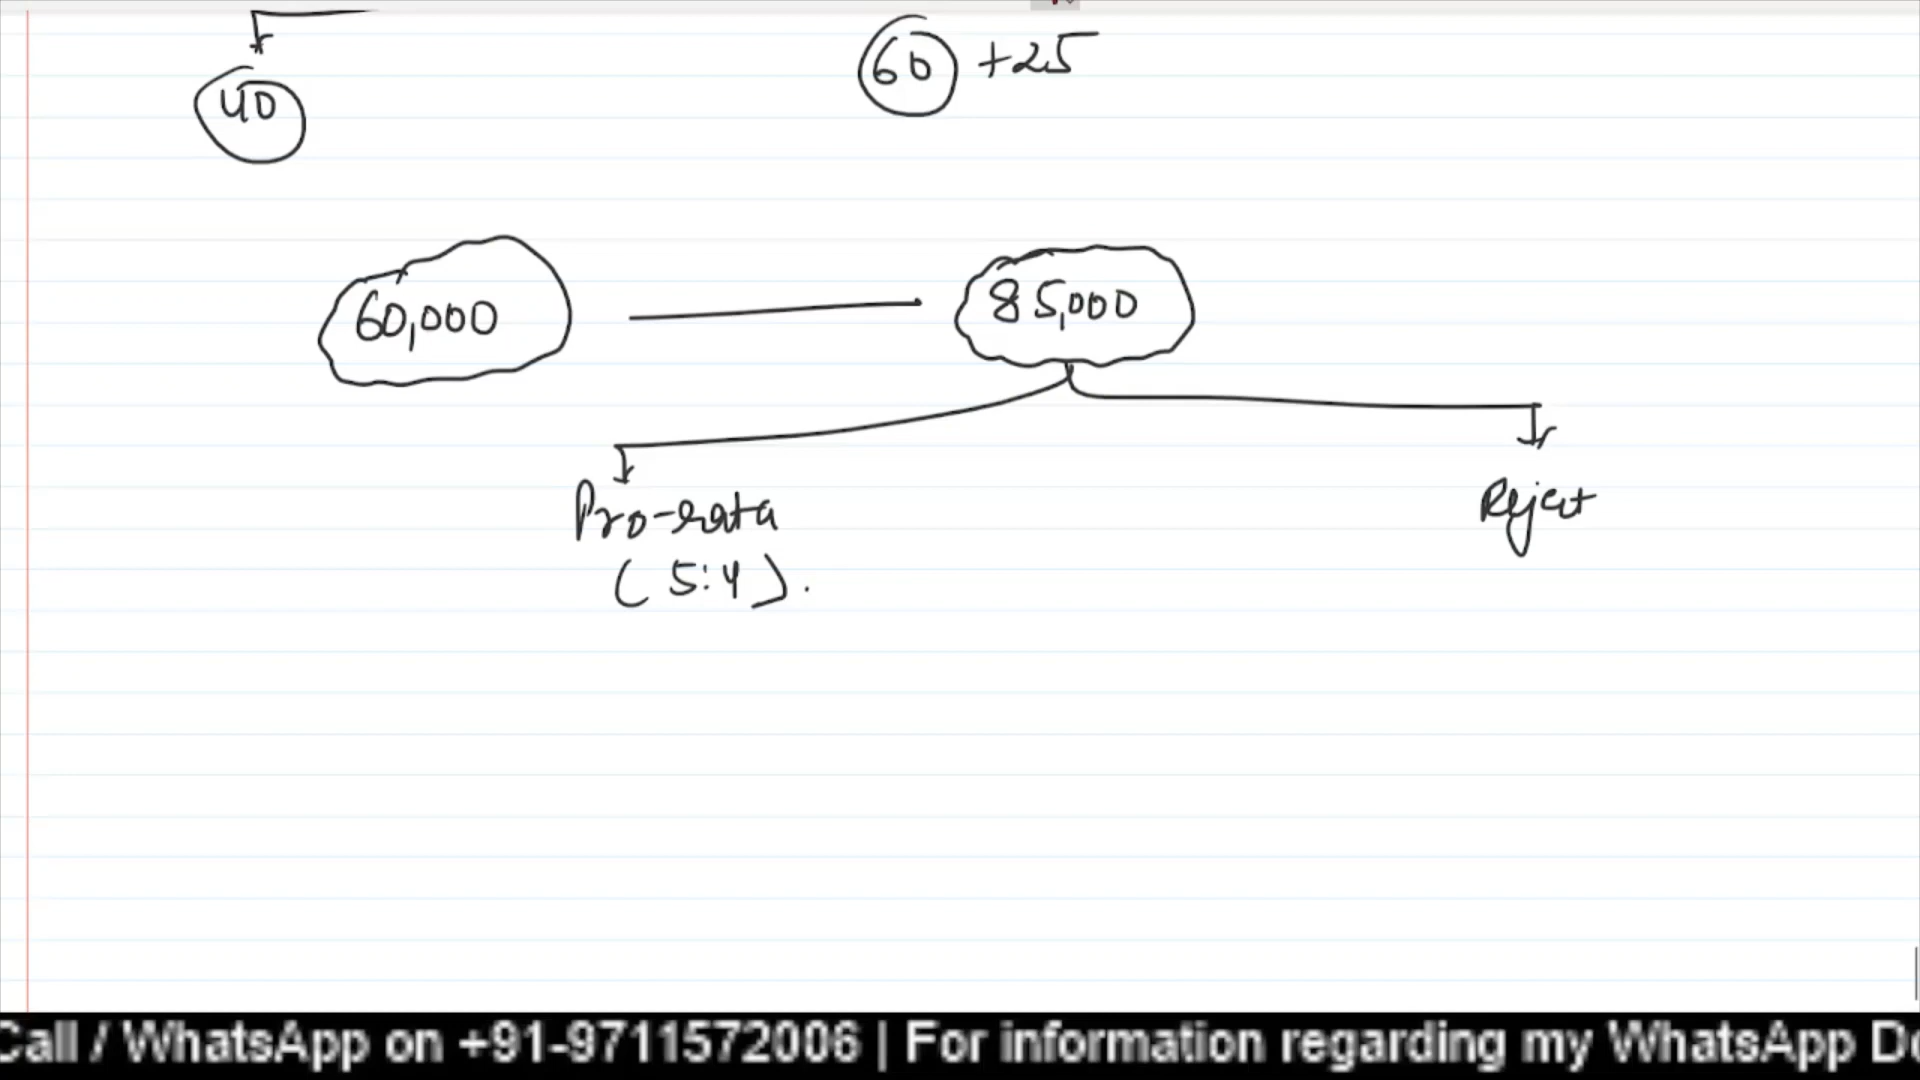 40
60 +25
60,000
85,000
Pro-rata
(5:4).
Reject
Call / WhatsApp on +91-9711572006 | For information regarding my WhatsApp